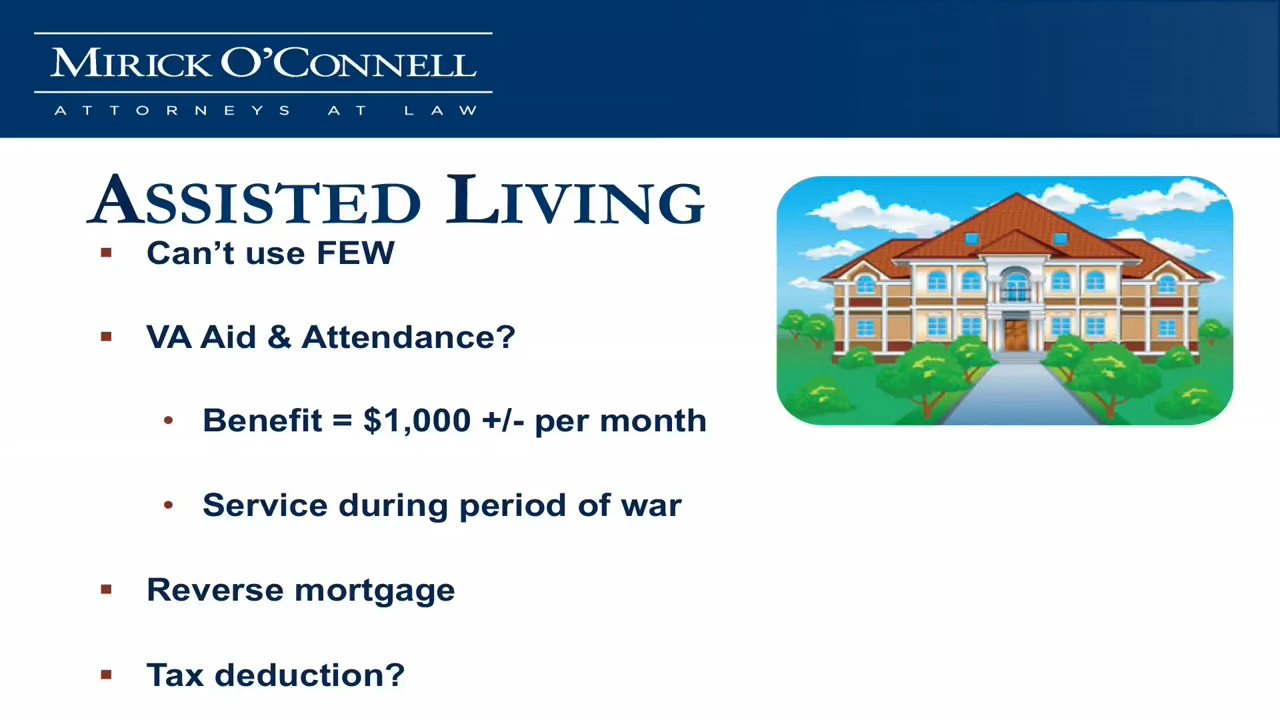 MIRICK O’CONNELL
ATTORNEYS AT LAW
ASSISTED LIVING
▪ Can’t use FEW
▪ VA Aid & Attendance?
• Benefit = $1,000 +/- per month
• Service during period of war
▪ Reverse mortgage
▪ Tax deduction?